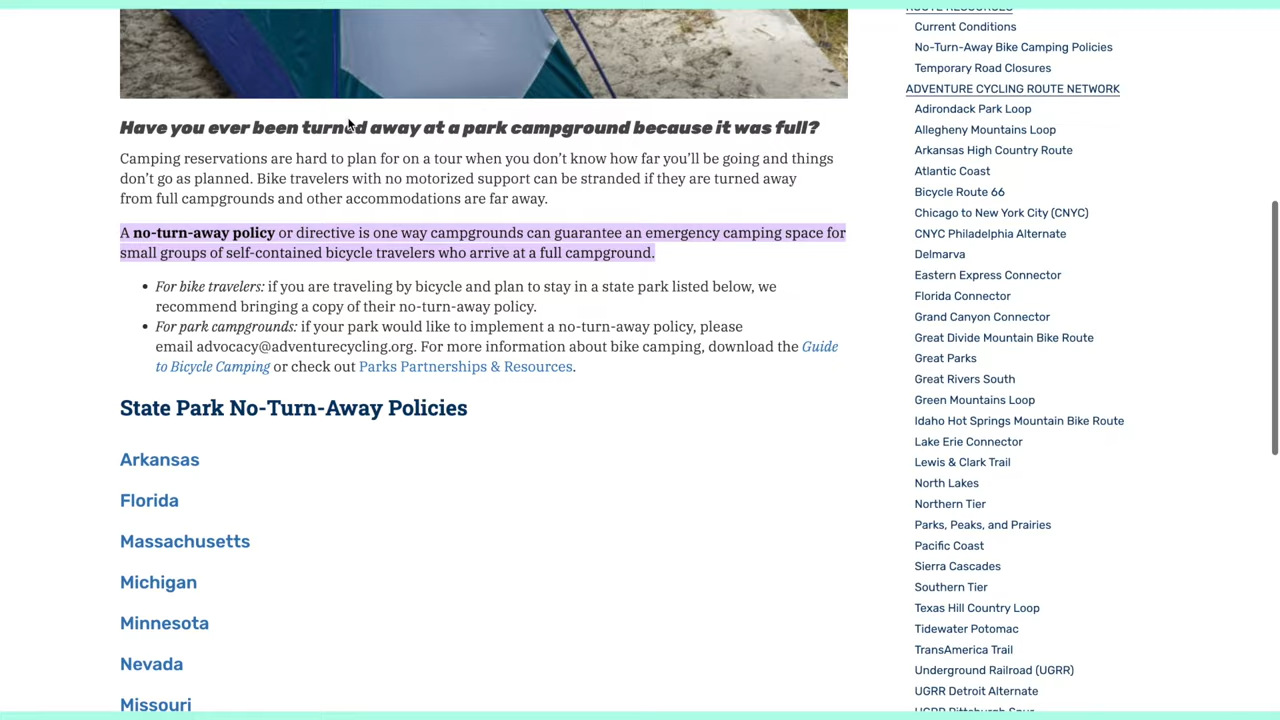 Have you ever been turned away at a park campground because it was full?
Camping reservations are hard to plan for on a tour when you don’t know how far you’ll be going and things
don’t go as planned. Bike travelers with no motorized support can be stranded if they are turned away
from full campgrounds and other accommodations are far away.
A no-turn-away policy or directive is one way campgrounds can guarantee an emergency camping space for
small groups of self-contained bicycle travelers who arrive at a full campground.
• For bike travelers: if you are traveling by bicycle and plan to stay in a state park listed below, we
recommend bringing a copy of their no-turn-away policy.
• For park campgrounds: if your park would like to implement a no-turn-away policy, please
email advocacy@adventurecycling.org. For more information about bike camping, download the Guide
to Bicycle Camping or check out Parks Partnerships & Resources.
State Park No-Turn-Away Policies
Arkansas
Florida
Massachusetts
Michigan
Minnesota
Nevada
Missouri
ROUTE RESOURCES
Current Conditions
No-Turn-Away Bike Camping Policies
Temporary Road Closures
ADVENTURE CYCLING ROUTE NETWORK
Adirondack Park Loop
Allegheny Mountains Loop
Arkansas High Country Route
Atlantic Coast
Bicycle Route 66
Chicago to New York City (CNYC)
CNYC Philadelphia Alternate
Delmarva
Eastern Express Connector
Florida Connector
Grand Canyon Connector
Great Divide Mountain Bike Route
Great Parks
Great Rivers South
Green Mountains Loop
Idaho Hot Springs Mountain Bike Route
Lake Erie Connector
Lewis & Clark Trail
North Lakes
Northern Tier
Parks, Peaks, and Prairies
Pacific Coast
Sierra Cascades
Southern Tier
Texas Hill Country Loop
Tidewater Potomac
TransAmerica Trail
Underground Railroad (UGRR)
UGRR Detroit Alternate
UGRR Pittsburgh Spur